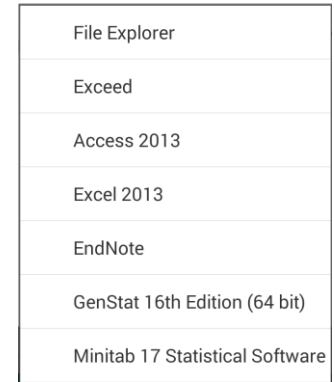 File Explorer
Exceed
Access 2013
Excel 2013
EndNote
GenStat 16th Edition (64 bit)
Minitab 17 Statistical Software